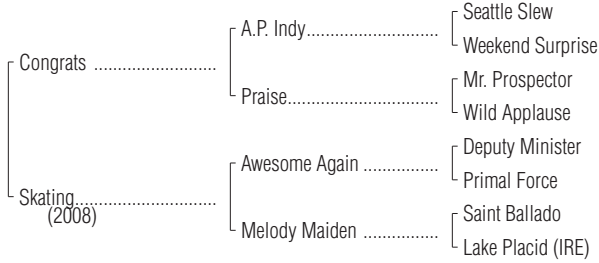 Seattle Slew
A.P. Indy..............................
Weekend Surprise
Congrats ...........................
Mr. Prospector
Praise..................................
Wild Applause
Deputy Minister
Awesome Again .................
Primal Force
Skating...............................
(2008)
Saint Ballado
Melody Maiden .................
Lake Placid (IRE)